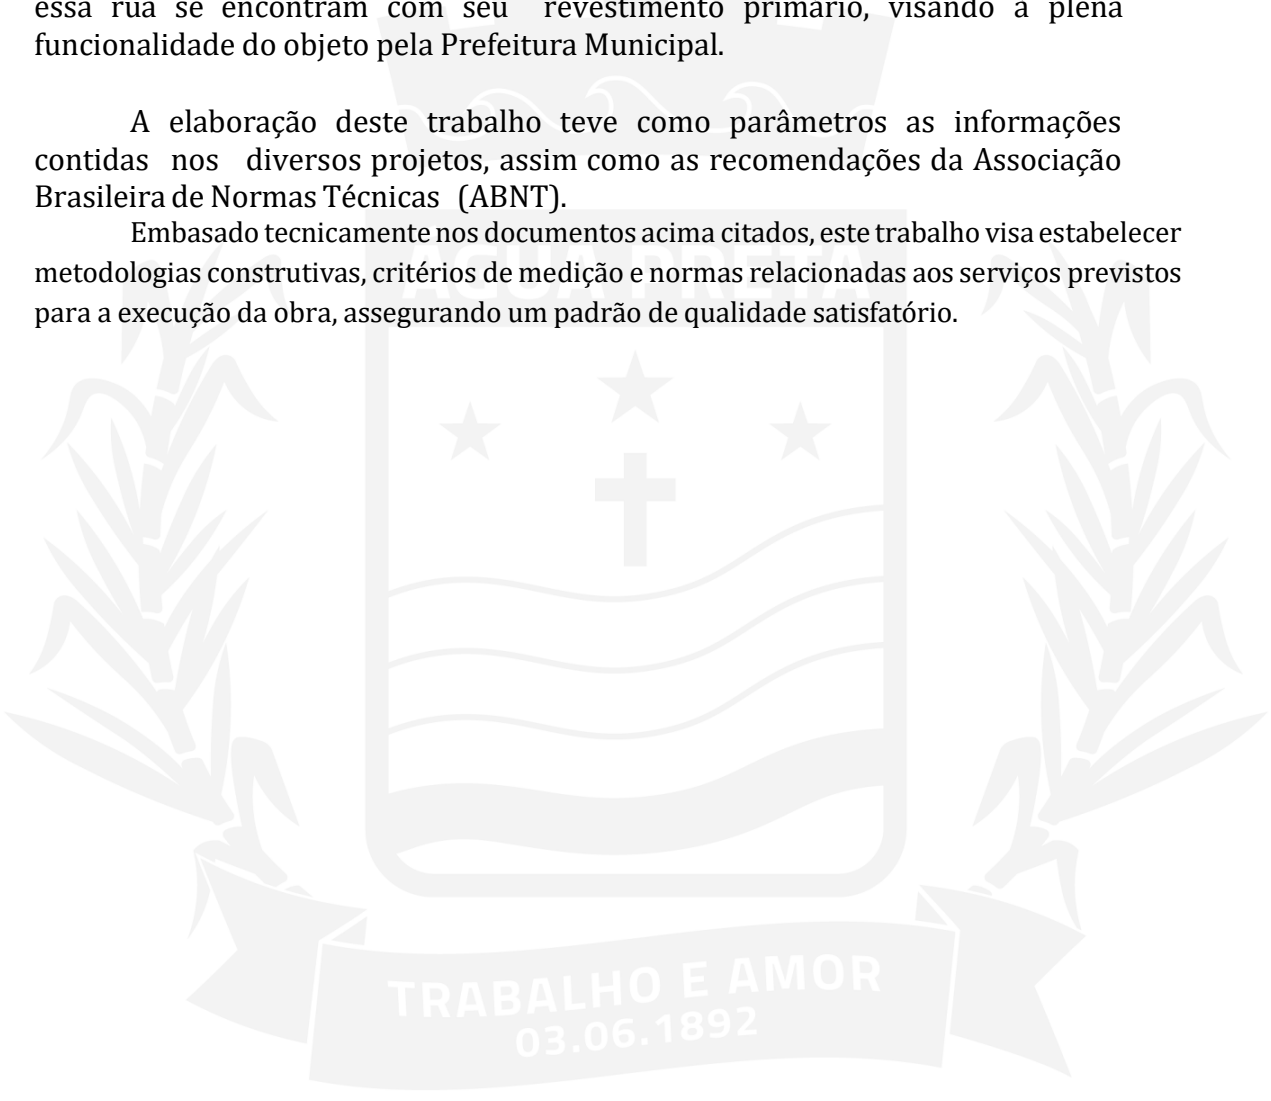 essa rua se encontram com seu revestimento primário, visando a plena
funcionalidade do objeto pela Prefeitura Municipal.
A elaboração deste trabalho teve como parâmetros as informações
contidas nos diversos projetos, assim como as recomendações da Associação
Brasileira de Normas Técnicas (ABNT).
Embasado tecnicamente nos documentos acima citados, este trabalho visa estabelecer
metodologias construtivas, critérios de medição e normas relacionadas aos serviços previstos
para a execução da obra, assegurando um padrão de qualidade satisfatório.
ÁGUA PRETA
TRABALHO E AMOR
03.06.1892